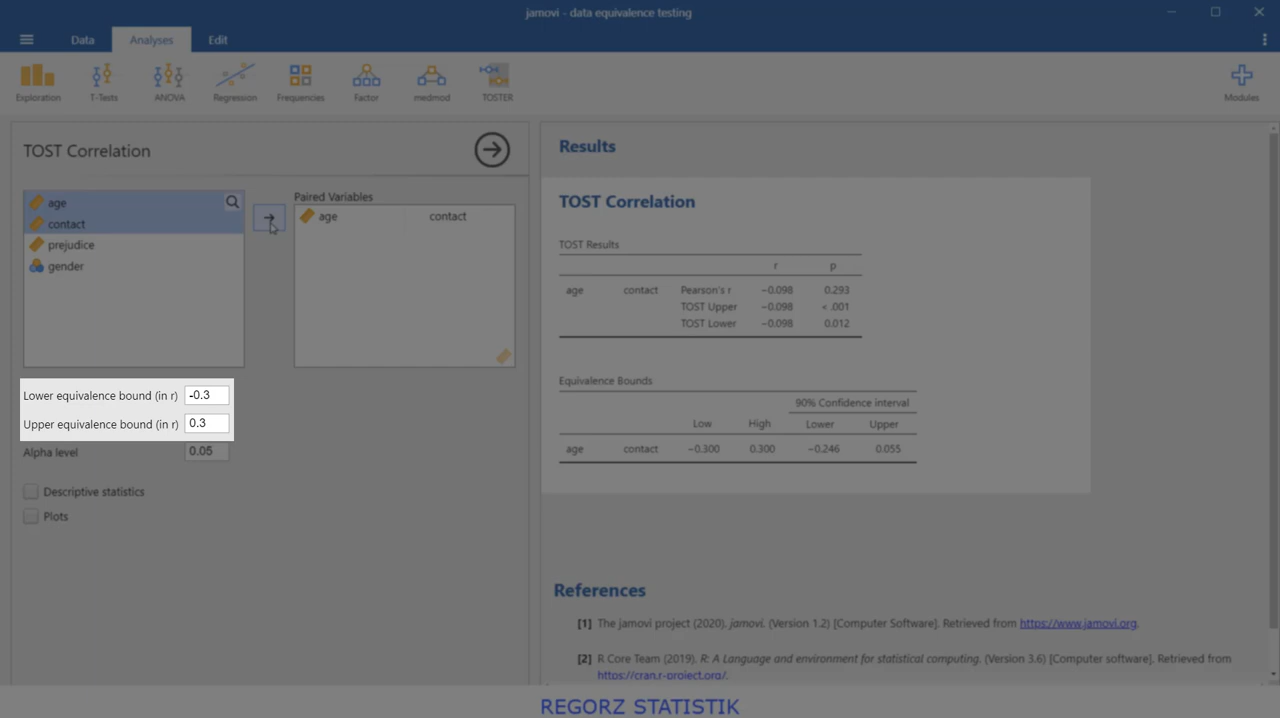 jamovi - data equivalence testing
Data Analyses Edit
Exploration T-Tests ANOVA Regression Frequencies Factor medmod TOSTER Modules
TOST Correlation
age
contact
prejudice
gender
Paired Variables
age contact
Lower equivalence bound (in r) -0.3
Upper equivalence bound (in r) 0.3
Alpha level 0.05
Descriptive statistics
Plots
Results
TOST Correlation
TOST Results
r p
age contact Pearson's r −0.098 0.293
TOST Upper −0.098 < .001
TOST Lower −0.098 0.012
Equivalence Bounds
90% Confidence interval
Low High Lower Upper
age contact −0.300 0.300 −0.246 0.055
References
[1] The jamovi project (2020). jamovi. (Version 1.2) [Computer Software]. Retrieved from https://www.jamovi.org.
[2] R Core Team (2019). R: A Language and environment for statistical computing. (Version 3.6) [Computer software]. Retrieved from
https://cran.r-project.org/.
REGORZ STATISTIK